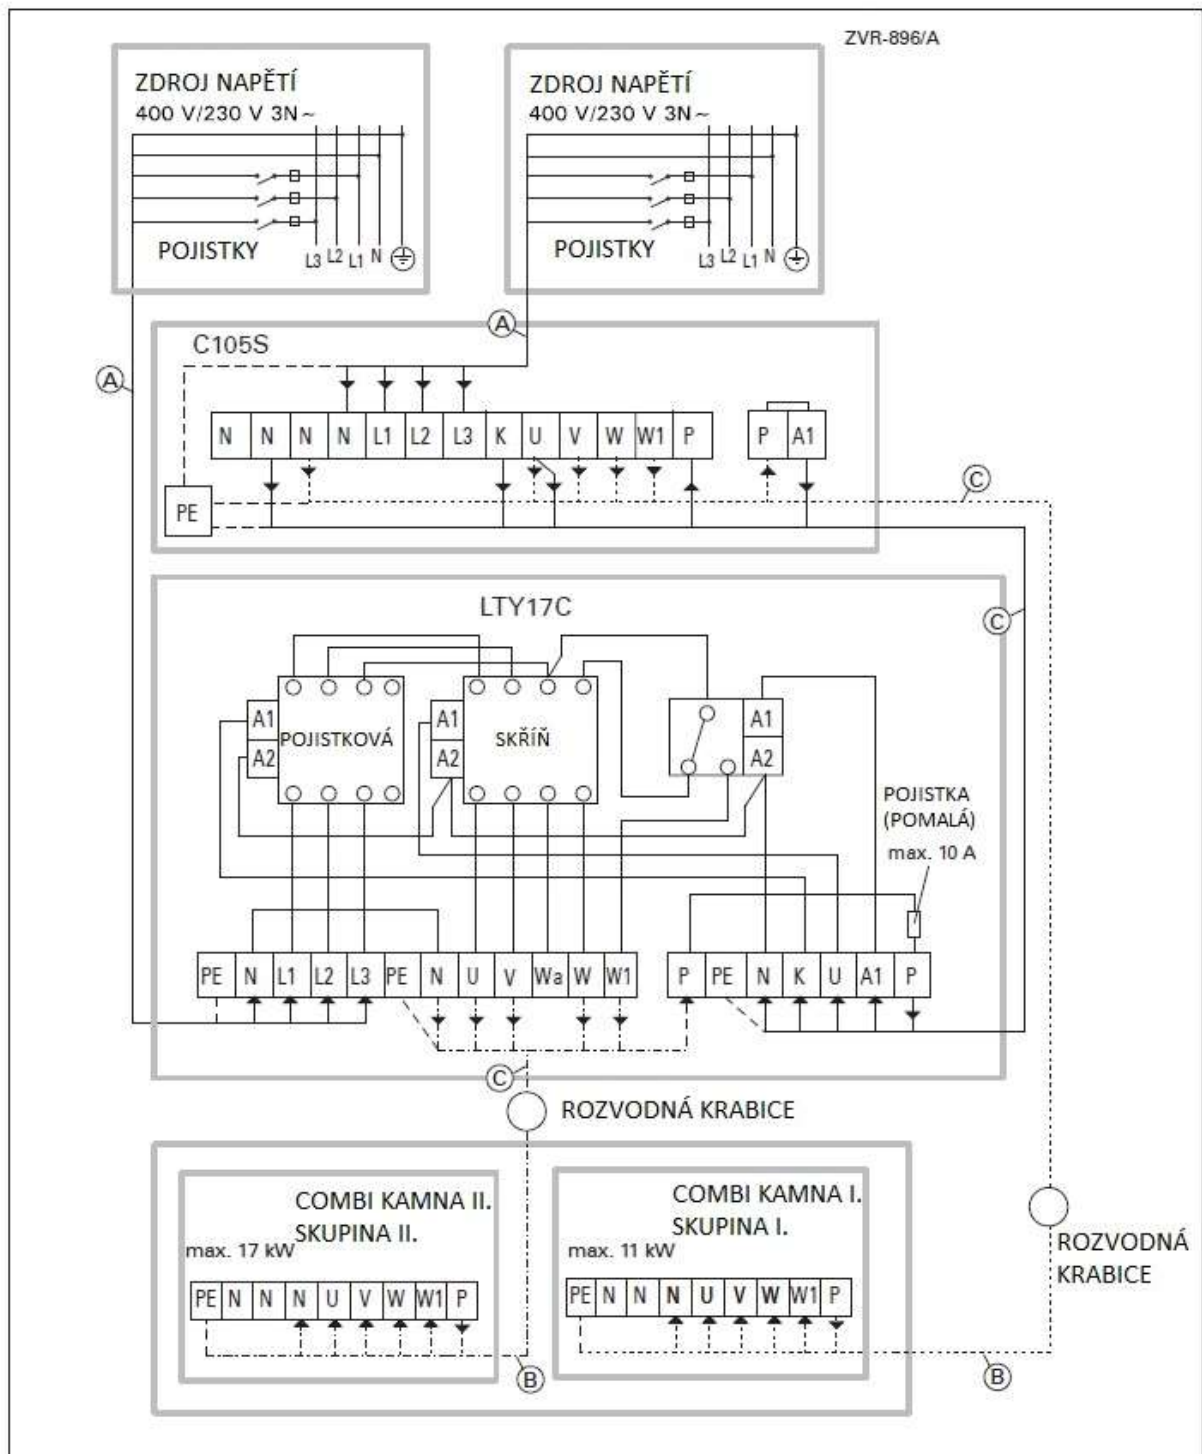 ZVR-896/A
ZDROJ NAPĚTÍ
400 V/230 V 3N~
POJISTKY
L3 L2 L1 N
ZDROJ NAPĚTÍ
400 V/230 V 3N~
POJISTKY
L3 L2 L1 N
A
A
C105S
N N N N L1 L2 L3 K U V W W1 P
P A1
PE
C
C
LTY17C
A1
A2
POJISTKOVÁ
A1
A2
SKŘÍŇ
A1
A2
POJISTKA
(POMALÁ)
max. 10 A
PE N L1 L2 L3 PE N U V Wa W W1
P PE N K U A1 P
C
ROZVODNÁ KRABICE
COMBI KAMNA II.
SKUPINA II.
max. 17 kW
PE N N N U V W W1 P
B
COMBI KAMNA I.
SKUPINA I.
max. 11 kW
PE N N N U V W W1 P
B
ROZVODNÁ
KRABICE